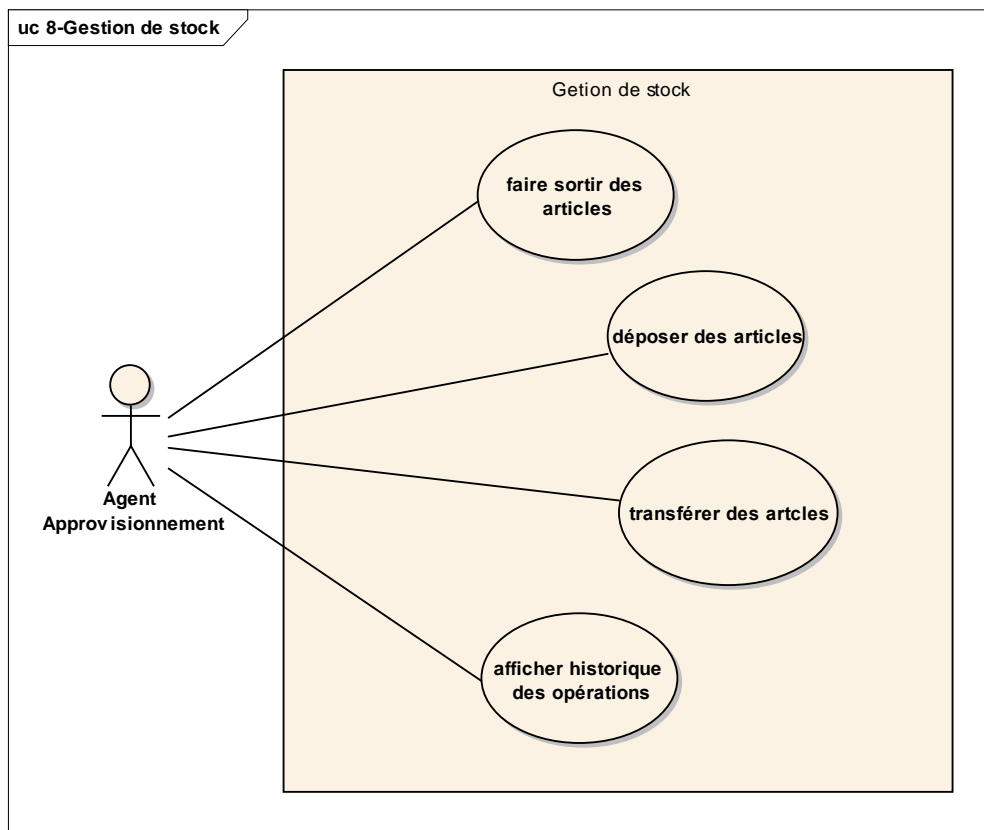 uc 8-Gestion de stock
Getion de stock
faire sortir des
articles
déposer des articles
transférer des artcles
afficher historique
des opérations
Agent
Approvisionnement